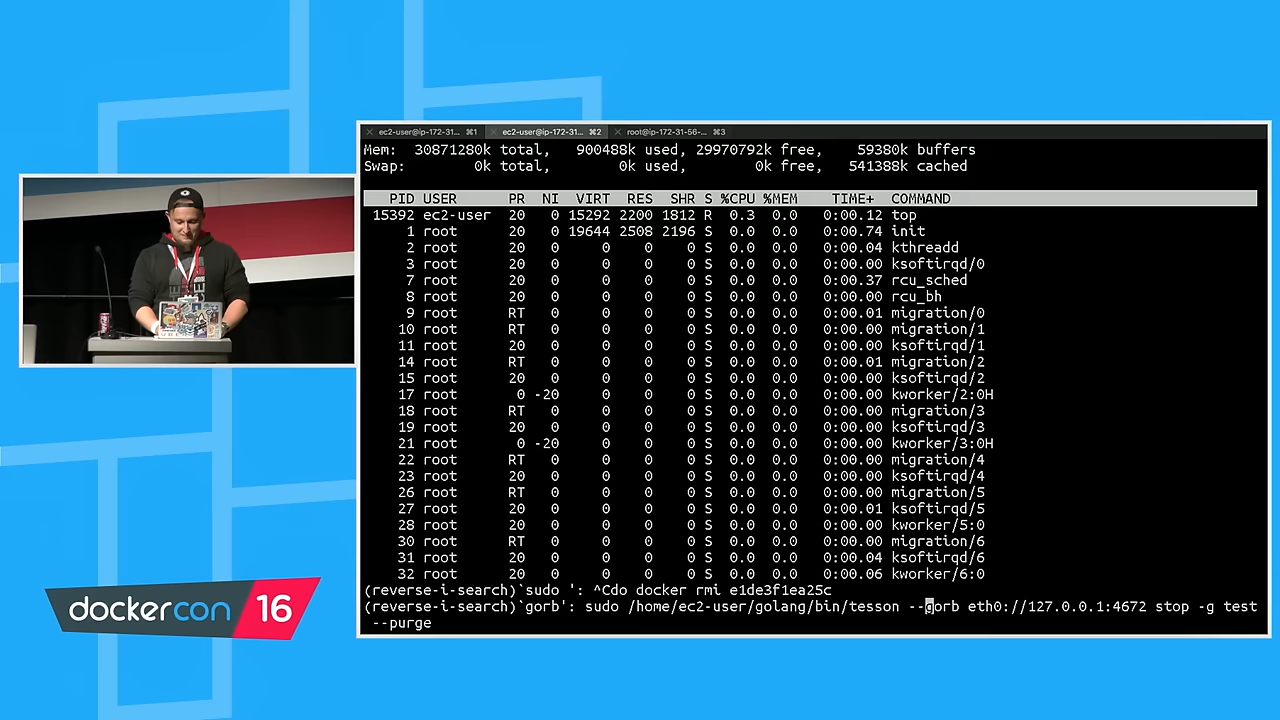 ec2-user@ip-172-31... ⌘1 ec2-user@ip-172-31... ⌘2 root@ip-172-31-56-... ⌘3
Mem: 30871280k total, 900488k used, 29970792k free, 59380k buffers
Swap: 0k total, 0k used, 0k free, 541388k cached
PID USER PR NI VIRT RES SHR S %CPU %MEM TIME+ COMMAND
15392 ec2-user 20 0 15292 2200 1812 R 0.3 0.0 0:00.12 top
1 root 20 0 19644 2508 2196 S 0.0 0.0 0:00.74 init
2 root 20 0 0 0 0 S 0.0 0.0 0:00.04 kthreadd
3 root 20 0 0 0 0 S 0.0 0.0 0:00.00 ksoftirqd/0
7 root 20 0 0 0 0 S 0.0 0.0 0:00.37 rcu_sched
8 root 20 0 0 0 0 S 0.0 0.0 0:00.00 rcu_bh
9 root RT 0 0 0 0 S 0.0 0.0 0:00.01 migration/0
10 root RT 0 0 0 0 S 0.0 0.0 0:00.00 migration/1
11 root 20 0 0 0 0 S 0.0 0.0 0:00.00 ksoftirqd/1
14 root RT 0 0 0 0 S 0.0 0.0 0:00.01 migration/2
15 root 20 0 0 0 0 S 0.0 0.0 0:00.00 ksoftirqd/2
17 root 0 -20 0 0 0 S 0.0 0.0 0:00.00 kworker/2:0H
18 root RT 0 0 0 0 S 0.0 0.0 0:00.00 migration/3
19 root 20 0 0 0 0 S 0.0 0.0 0:00.00 ksoftirqd/3
21 root 0 -20 0 0 0 S 0.0 0.0 0:00.00 kworker/3:0H
22 root RT 0 0 0 0 S 0.0 0.0 0:00.00 migration/4
23 root 20 0 0 0 0 S 0.0 0.0 0:00.00 ksoftirqd/4
26 root RT 0 0 0 0 S 0.0 0.0 0:00.00 migration/5
27 root 20 0 0 0 0 S 0.0 0.0 0:00.01 ksoftirqd/5
28 root 20 0 0 0 0 S 0.0 0.0 0:00.00 kworker/5:0
30 root RT 0 0 0 0 S 0.0 0.0 0:00.00 migration/6
31 root 20 0 0 0 0 S 0.0 0.0 0:00.04 ksoftirqd/6
32 root 20 0 0 0 0 S 0.0 0.0 0:00.06 kworker/6:0
(reverse-i-search)`sudo ': ^Cdo docker rmi e1de3f1ea25c
(reverse-i-search)`gorb': sudo /home/ec2-user/golang/bin/tesson --gorb eth0://127.0.0.1:4672 stop -g test
--purge
dockercon 16